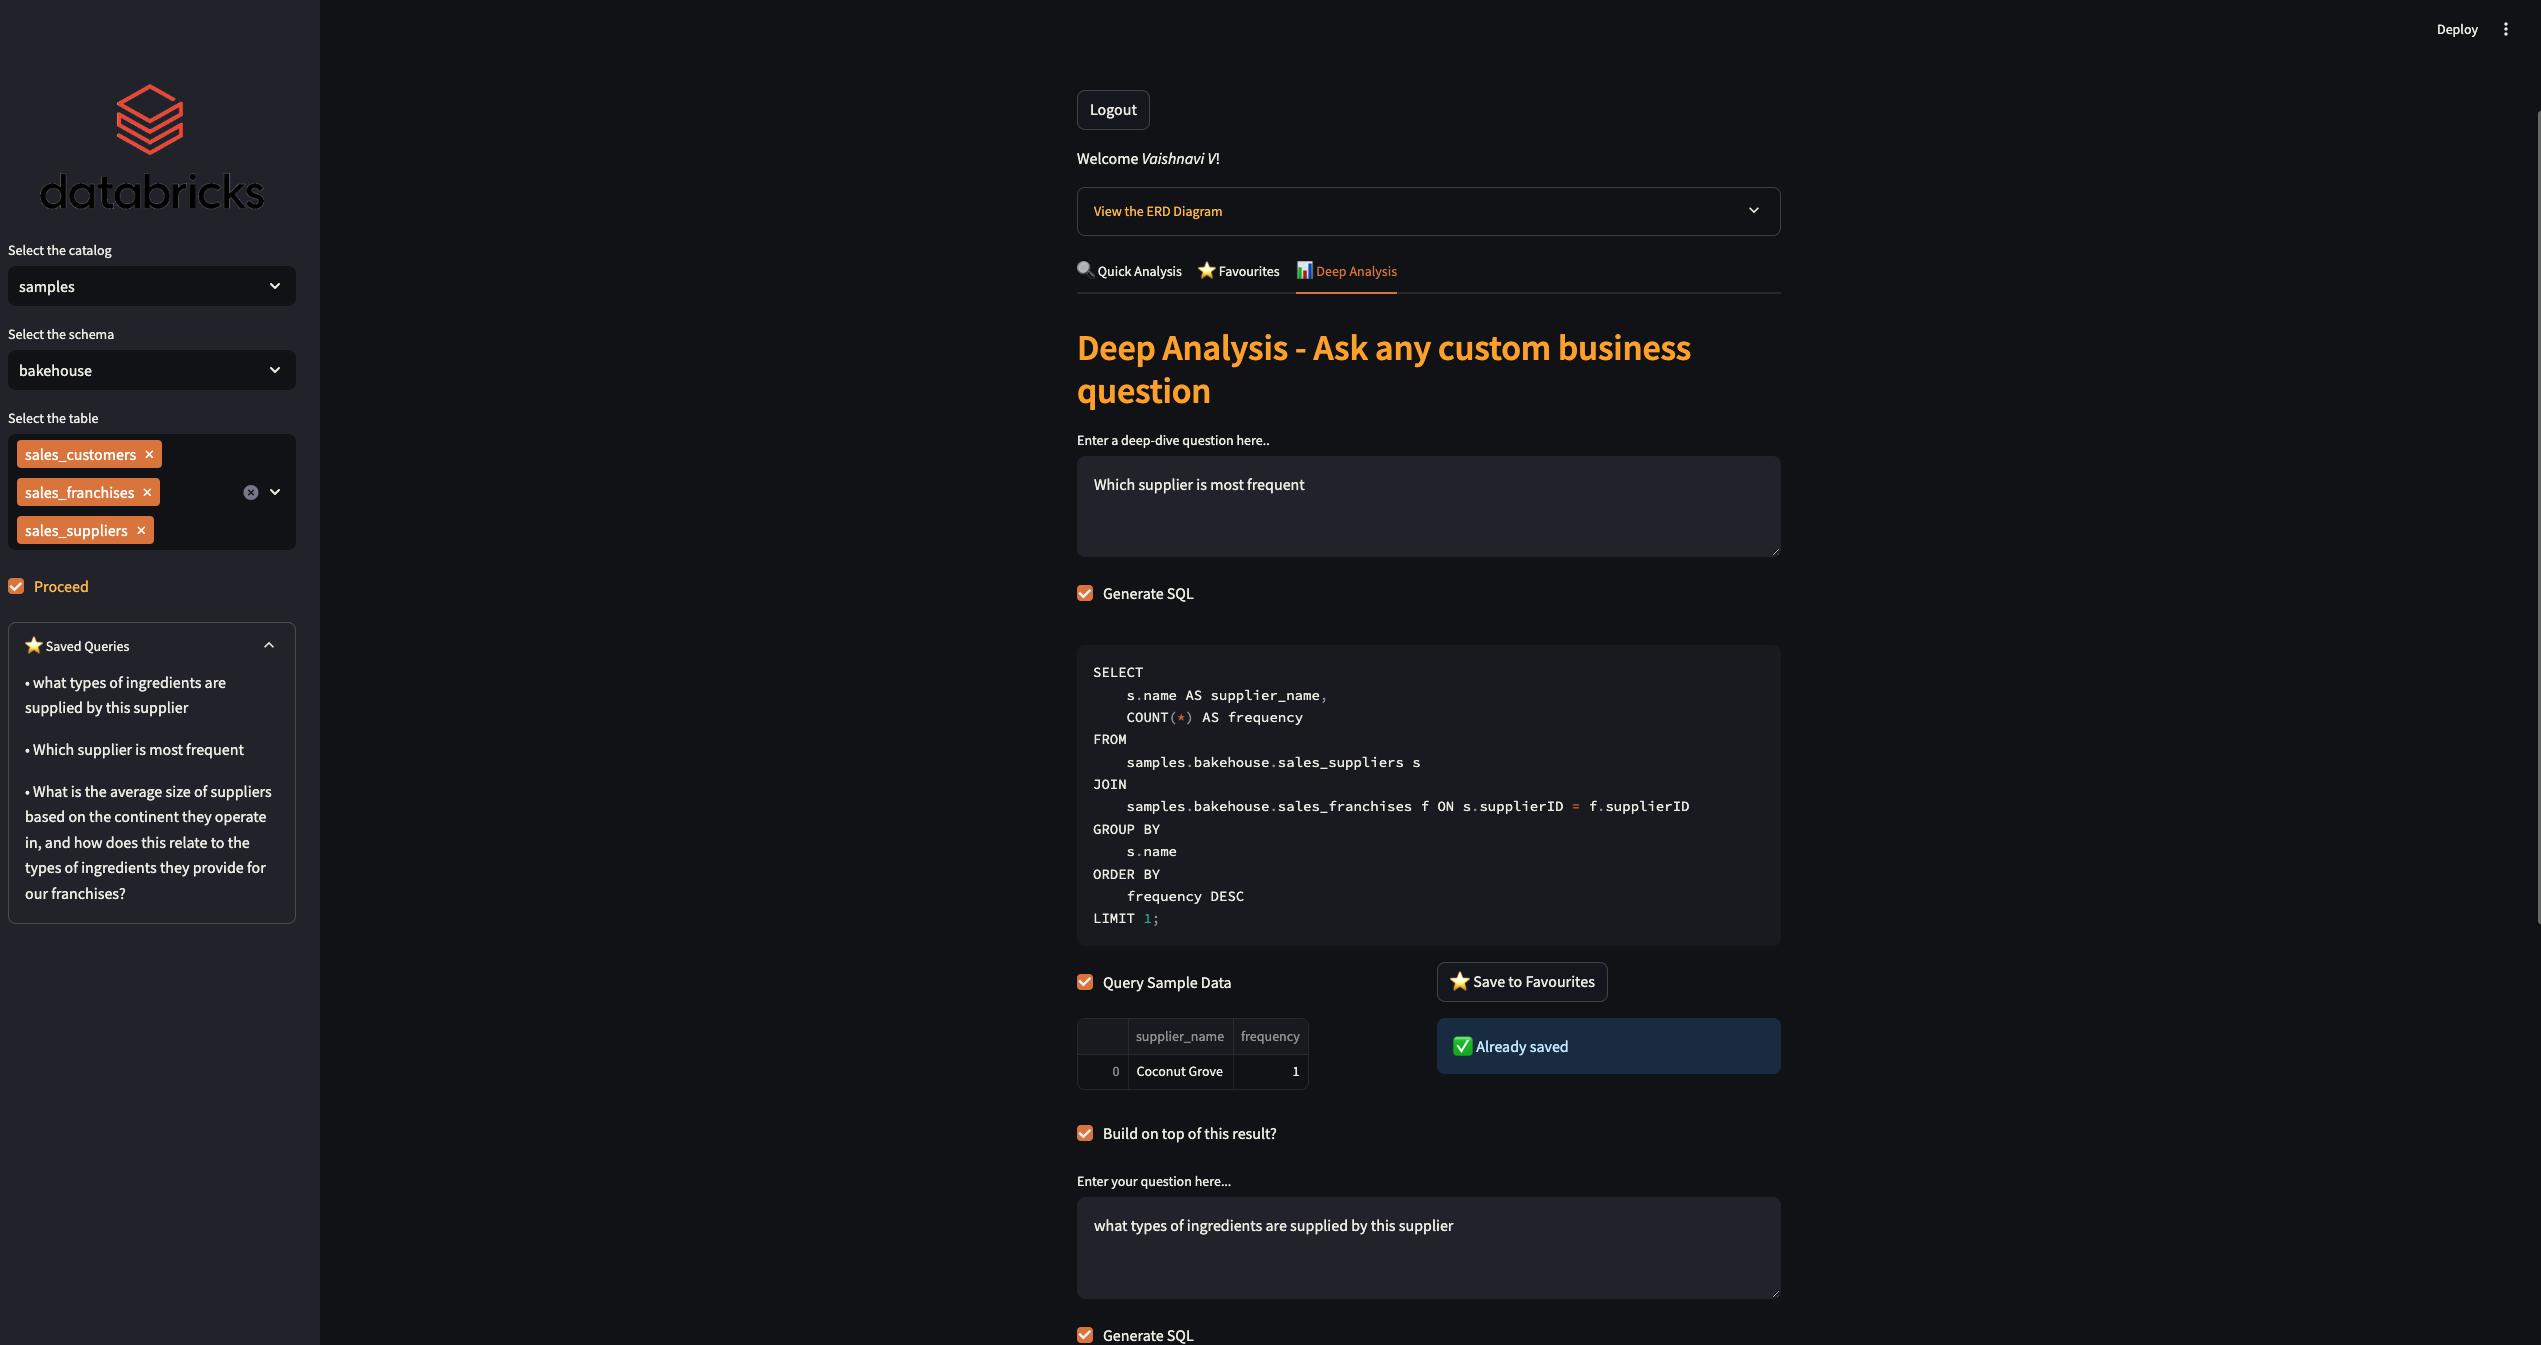 Deploy
databricks
Select the catalog
samples
Select the schema
bakehouse
Select the table
sales_customers ×
sales_franchises ×
sales_suppliers ×
Proceed
⭐ Saved Queries
• what types of ingredients are
supplied by this supplier
• Which supplier is most frequent
• What is the average size of suppliers
based on the continent they operate
in, and how does this relate to the
types of ingredients they provide for
our franchises?
Logout
Welcome Vaishnavi V!
View the ERD Diagram
🔍 Quick Analysis ⭐ Favourites 📊 Deep Analysis
Deep Analysis - Ask any custom business
question
Enter a deep-dive question here..
Which supplier is most frequent
Generate SQL
SELECT
    s.name AS supplier_name,
    COUNT(*) AS frequency
FROM
    samples.bakehouse.sales_suppliers s
JOIN
    samples.bakehouse.sales_franchises f ON s.supplierID = f.supplierID
GROUP BY
    s.name
ORDER BY
    frequency DESC
LIMIT 1;
Query Sample Data
⭐ Save to Favourites
supplier_name frequency
0 Coconut Grove 1
✅ Already saved
Build on top of this result?
Enter your question here...
what types of ingredients are supplied by this supplier
Generate SQL